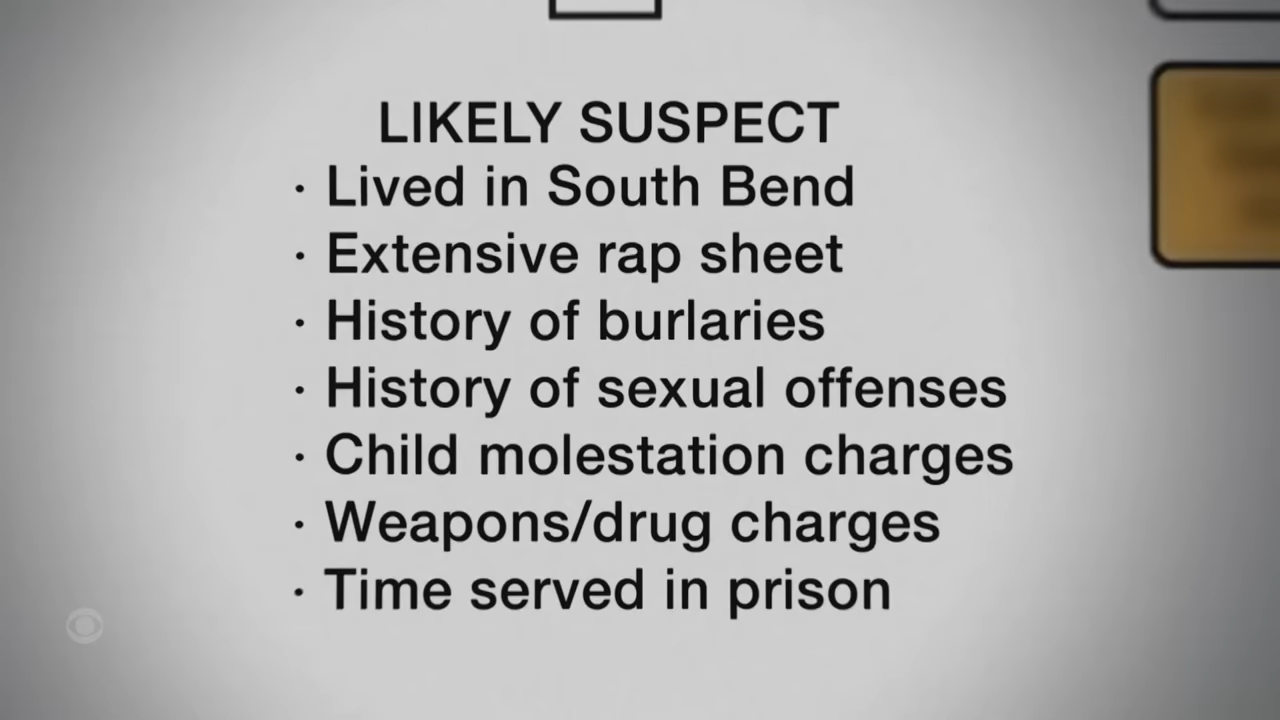 LIKELY SUSPECT
· Lived in South Bend
· Extensive rap sheet
· History of burlaries
· History of sexual offenses
· Child molestation charges
· Weapons/drug charges
· Time served in prison